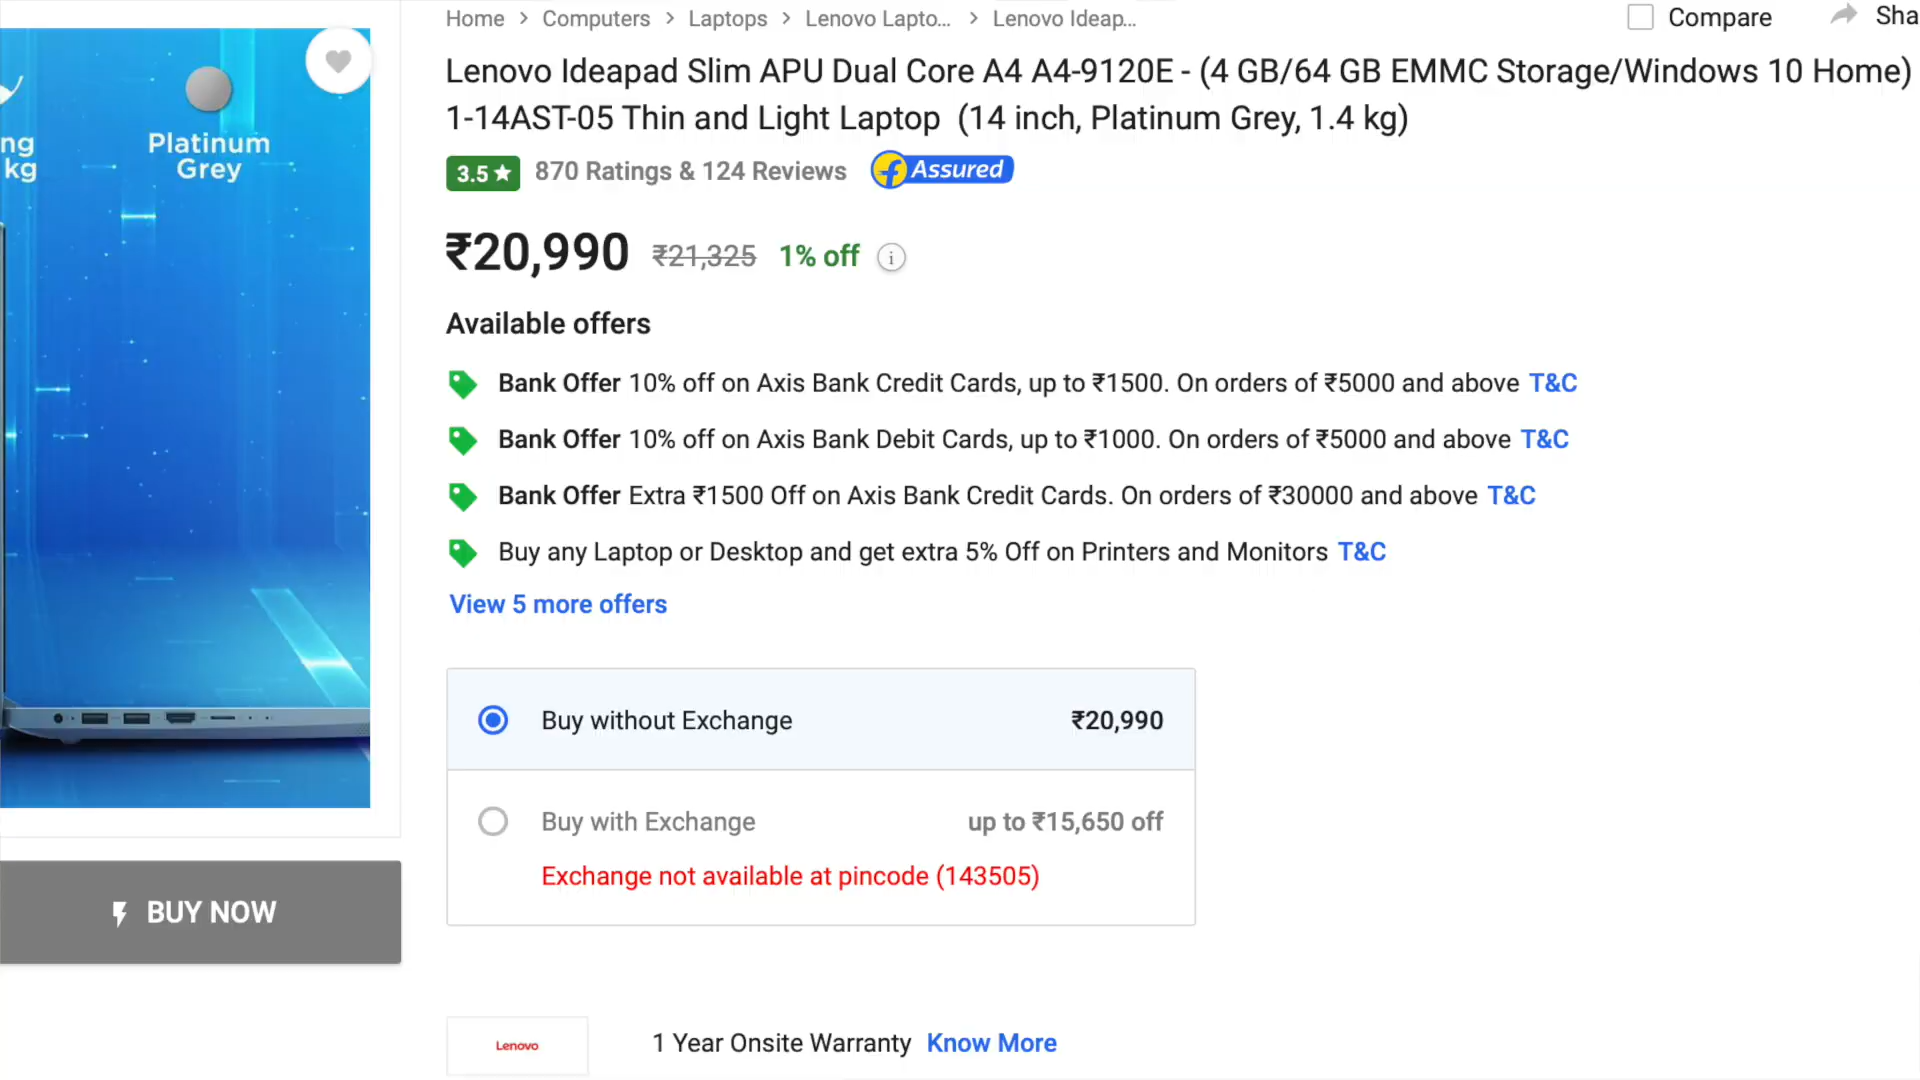 Home > Computers > Laptops > Lenovo Lapto... > Lenovo Ideap...
Compare
Sha
Lenovo Ideapad Slim APU Dual Core A4 A4-9120E - (4 GB/64 GB EMMC Storage/Windows 10 Home)
1-14AST-05 Thin and Light Laptop (14 inch, Platinum Grey, 1.4 kg)
3.5★ 870 Ratings & 124 Reviews
f Assured
₹20,990 ₹21,325 1% off i
Available offers
Bank Offer 10% off on Axis Bank Credit Cards, up to ₹1500. On orders of ₹5000 and above T&C
Bank Offer 10% off on Axis Bank Debit Cards, up to ₹1000. On orders of ₹5000 and above T&C
Bank Offer Extra ₹1500 Off on Axis Bank Credit Cards. On orders of ₹30000 and above T&C
Buy any Laptop or Desktop and get extra 5% Off on Printers and Monitors T&C
View 5 more offers
Buy without Exchange ₹20,990
Buy with Exchange up to ₹15,650 off
Exchange not available at pincode (143505)
Lenovo
1 Year Onsite Warranty Know More
ng
kg
Platinum
Grey
BUY NOW